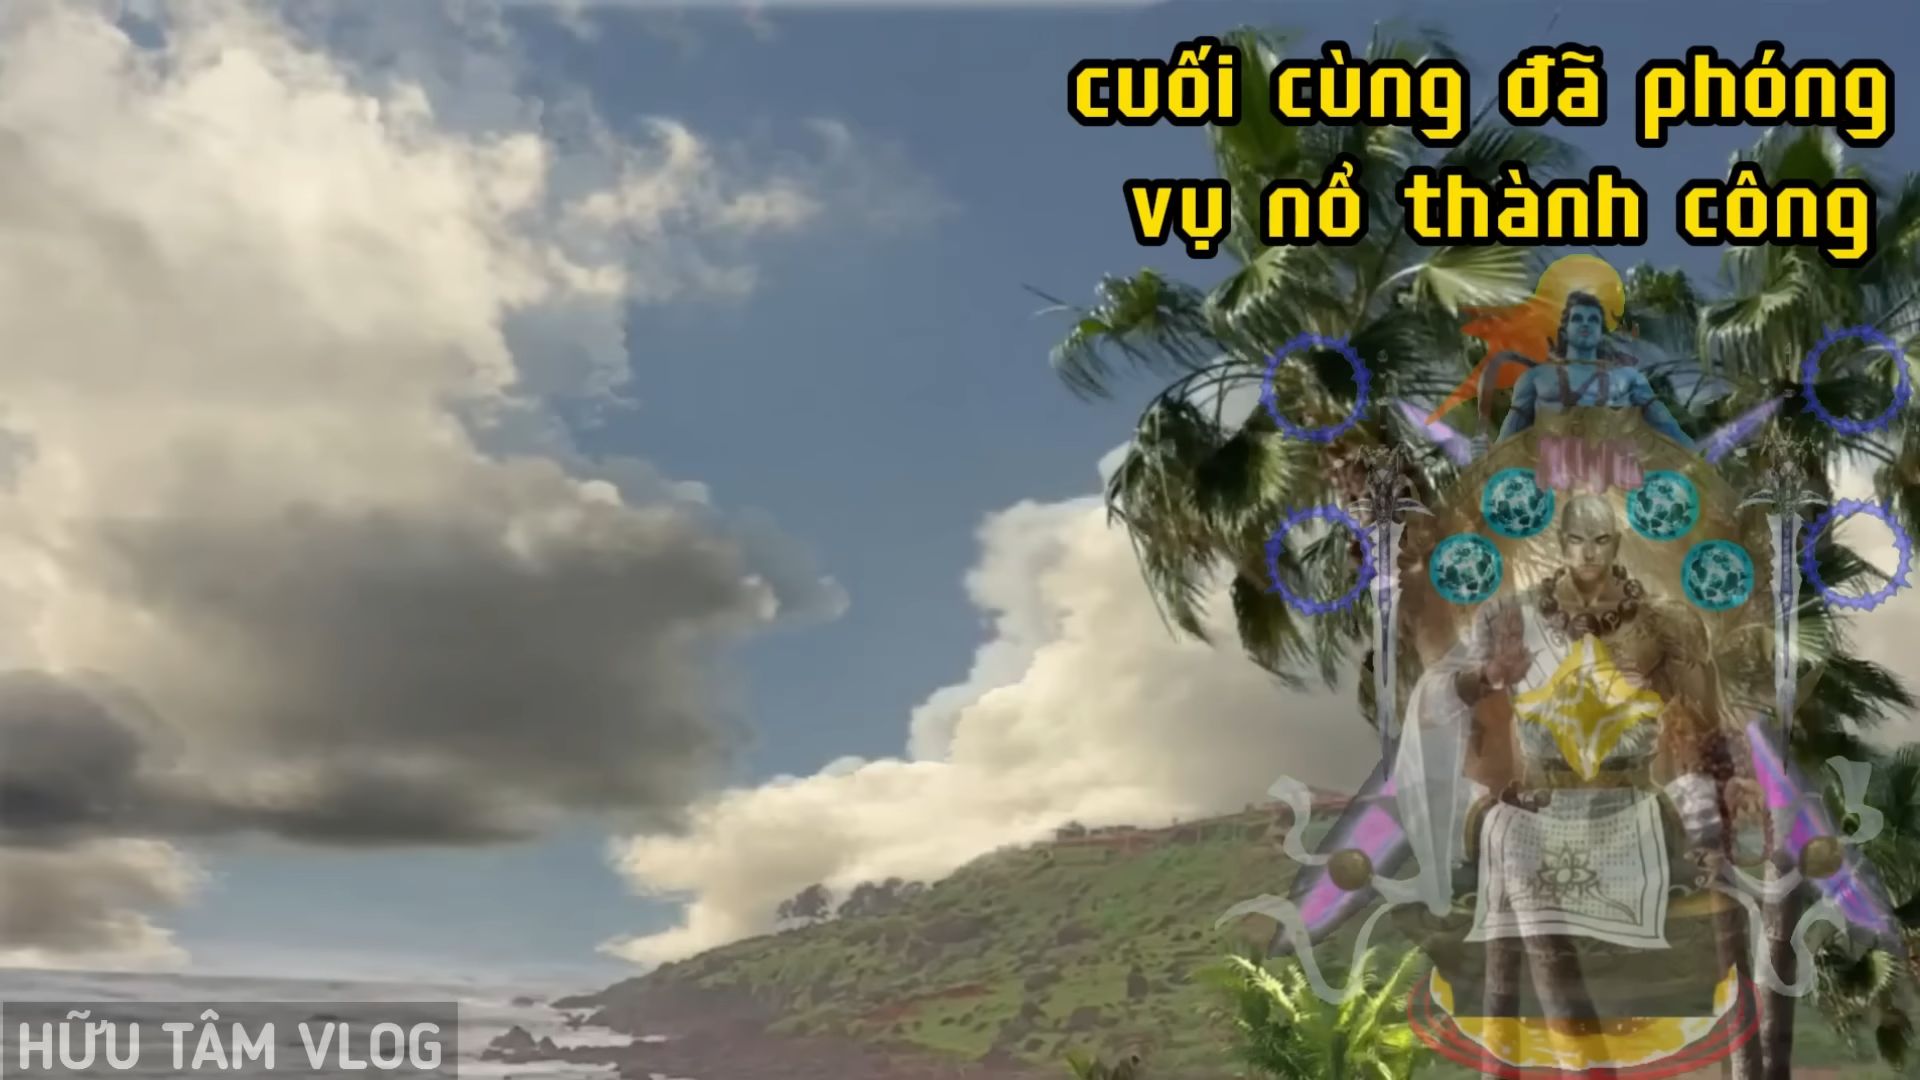 cuối cùng đã phóng
vụ nổ thành công
HỮU TÂM VLOG